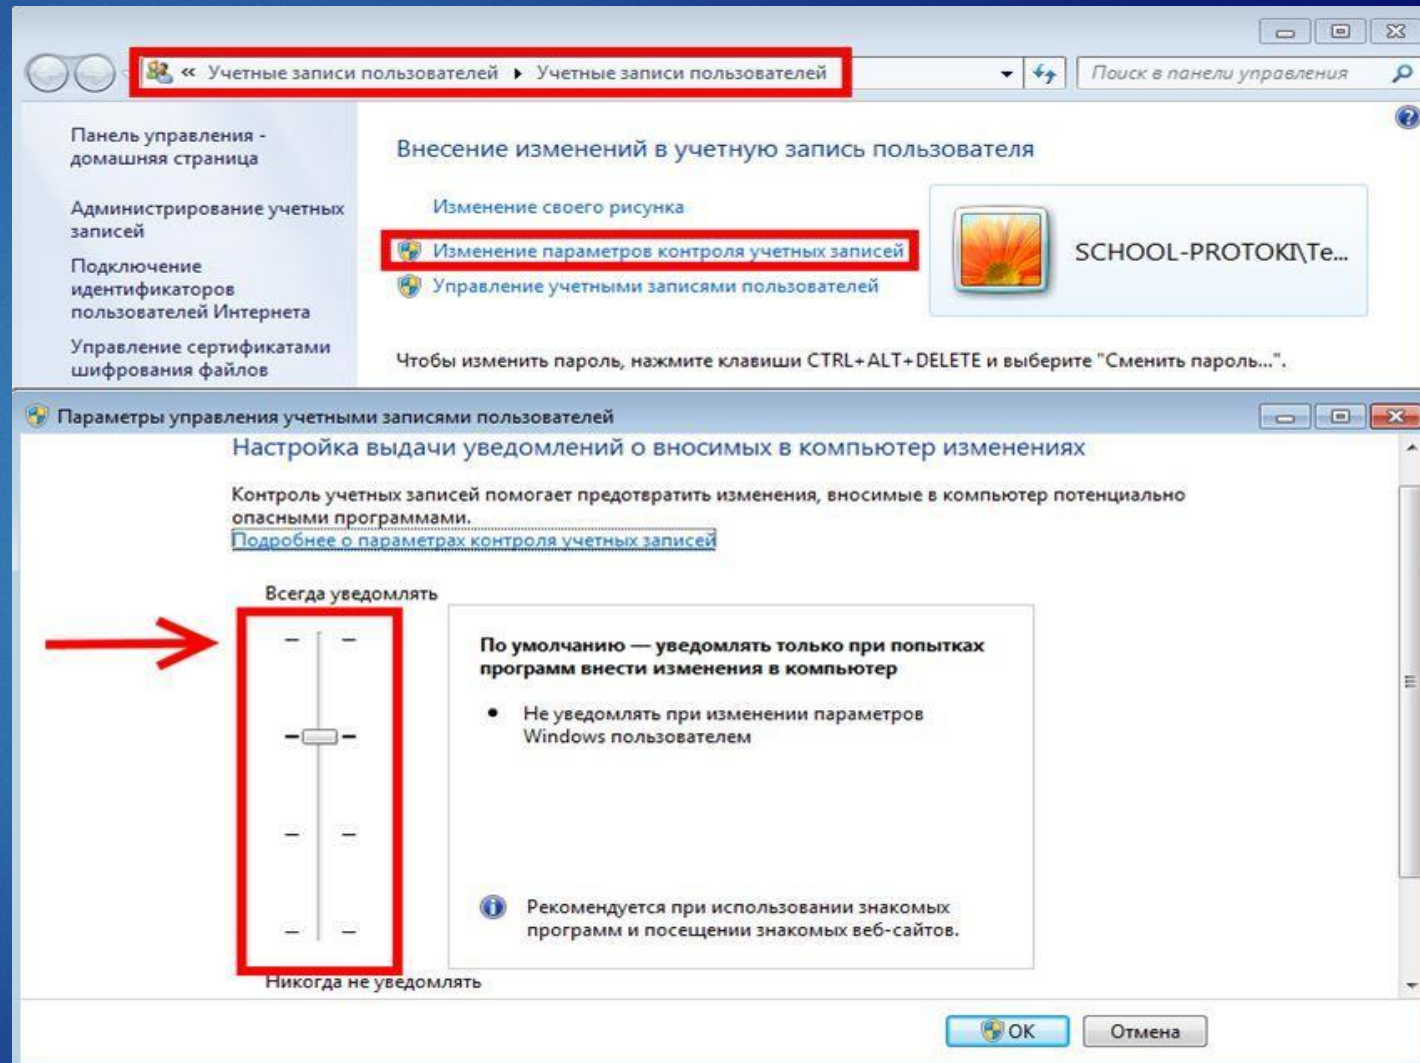 « Учетные записи пользователей ▸ Учетные записи пользователей
Поиск в панели управления
Панель управления -
домашняя страница
Администрирование учетных
записей
Подключение
идентификаторов
пользователей Интернета
Управление сертификатами
шифрования файлов
Внесение изменений в учетную запись пользователя
Изменение своего рисунка
Изменение параметров контроля учетных записей
Управление учетными записями пользователей
SCHOOL-PROTOKI\Te...
Чтобы изменить пароль, нажмите клавиши CTRL+ALT+DELETE и выберите "Сменить пароль...".
Параметры управления учетными записями пользователей
Настройка выдачи уведомлений о вносимых в компьютер изменениях
Контроль учетных записей помогает предотвратить изменения, вносимые в компьютер потенциально
опасными программами.
Подробнее о параметрах контроля учетных записей
Всегда уведомлять
По умолчанию — уведомлять только при попытках
программ внести изменения в компьютер
• Не уведомлять при изменении параметров
Windows пользователем
Рекомендуется при использовании знакомых
программ и посещении знакомых веб-сайтов.
Никогда не уведомлять
ОК
Отмена